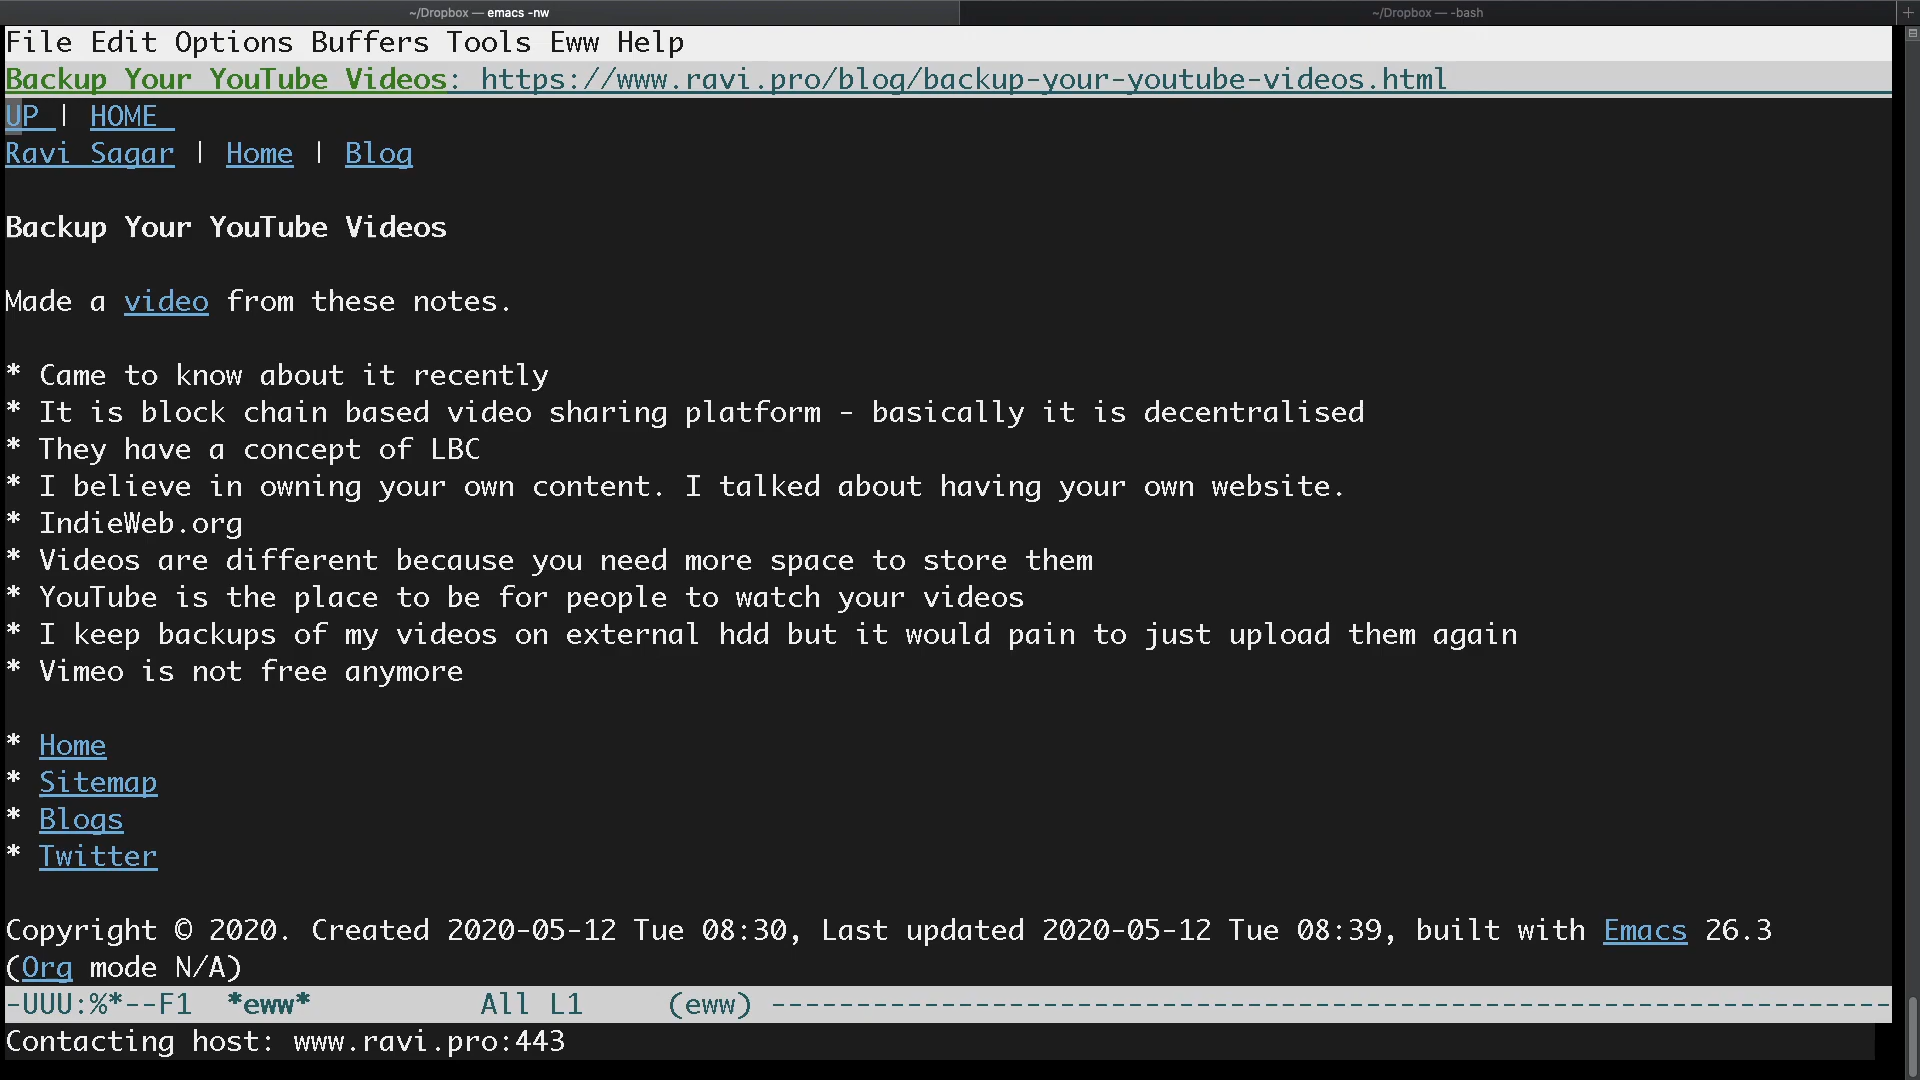 ~/Dropbox — emacs -nw
~/Dropbox — -bash
File Edit Options Buffers Tools Eww Help
Backup Your YouTube Videos: https://www.ravi.pro/blog/backup-your-youtube-videos.html
UP | HOME
Ravi Sagar | Home | Blog
Backup Your YouTube Videos
Made a video from these notes.
* Came to know about it recently
* It is block chain based video sharing platform - basically it is decentralised
* They have a concept of LBC
* I believe in owning your own content. I talked about having your own website.
* IndieWeb.org
* Videos are different because you need more space to store them
* YouTube is the place to be for people to watch your videos
* I keep backups of my videos on external hdd but it would pain to just upload them again
* Vimeo is not free anymore
* Home
* Sitemap
* Blogs
* Twitter
Copyright © 2020. Created 2020-05-12 Tue 08:30, Last updated 2020-05-12 Tue 08:39, built with Emacs 26.3
(Org mode N/A)
-UUU:%*--F1  *eww*          All L1     (eww) ------------------------------------------------------------------
Contacting host: www.ravi.pro:443